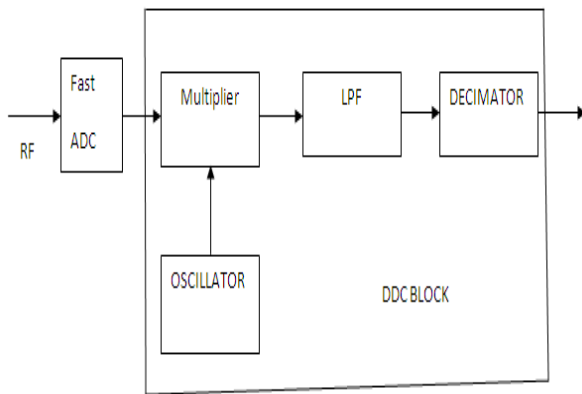 Fast
ADC
RF
Multiplier
LPF
DECIMATOR
OSCILLATOR
DDC BLOCK